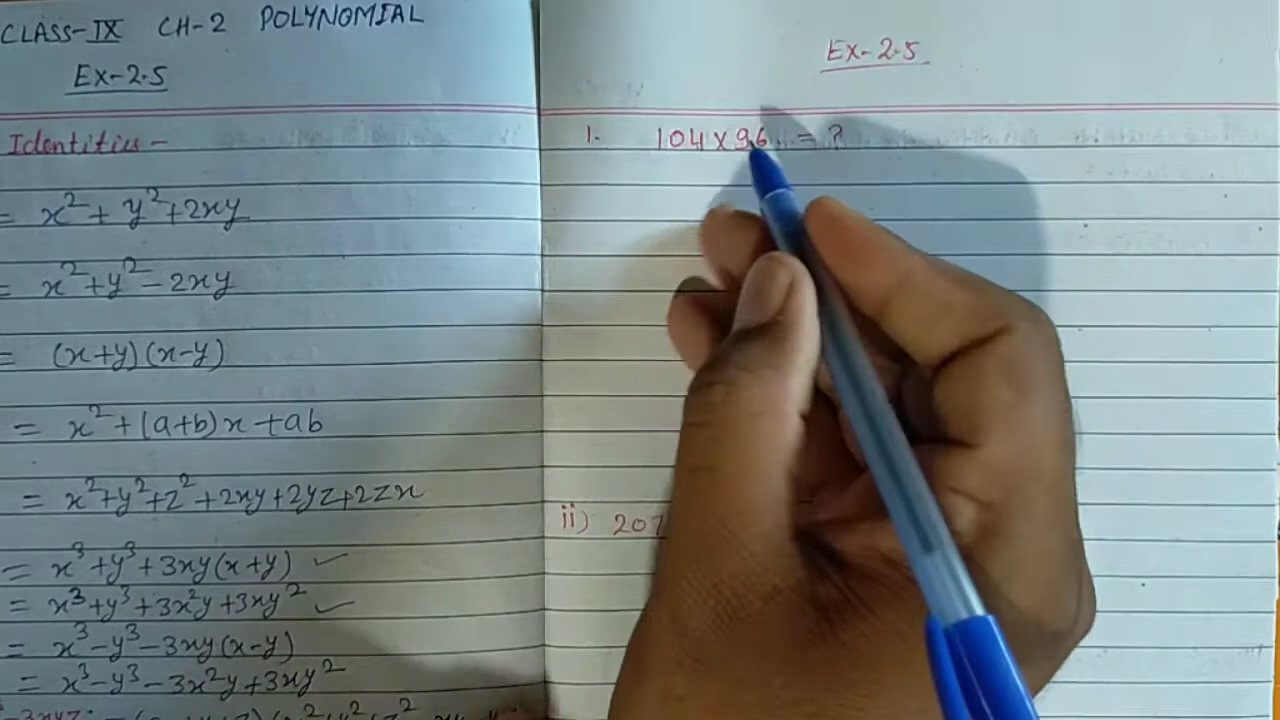 CLASS-IX CH-2 POLYNOMIAL
Ex-2.5
Identities -
= x² + y² + 2xy
= x² + y² - 2xy
= (x+y)(x-y)
= x² + (a+b)x + ab
= x² + y² + z² + 2xy + 2yz + 2zx
= x³ + y³ + 3xy(x+y) ✓
= x³ + y³ + 3x²y + 3xy² ✓
= x³ - y³ - 3xy(x-y)
= x³ - y³ - 3x²y + 3xy²
Ex-2.5
1. 104 x 96 = ?
ii) 207